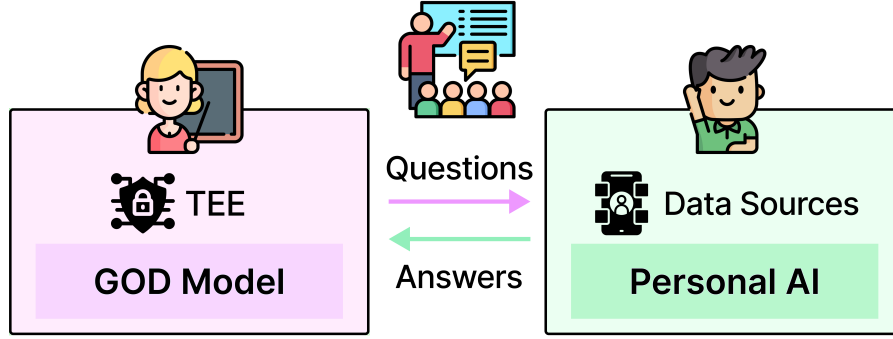 Questions
TEE
Data Sources
GOD Model
Answers
Personal AI